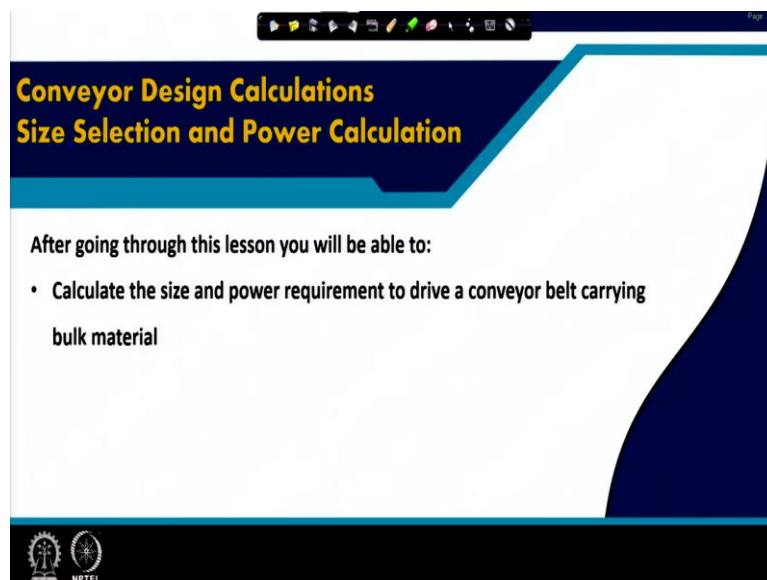 Page
Conveyor Design Calculations
Size Selection and Power Calculation
After going through this lesson you will be able to:
• Calculate the size and power requirement to drive a conveyor belt carrying
bulk material
NPTEL